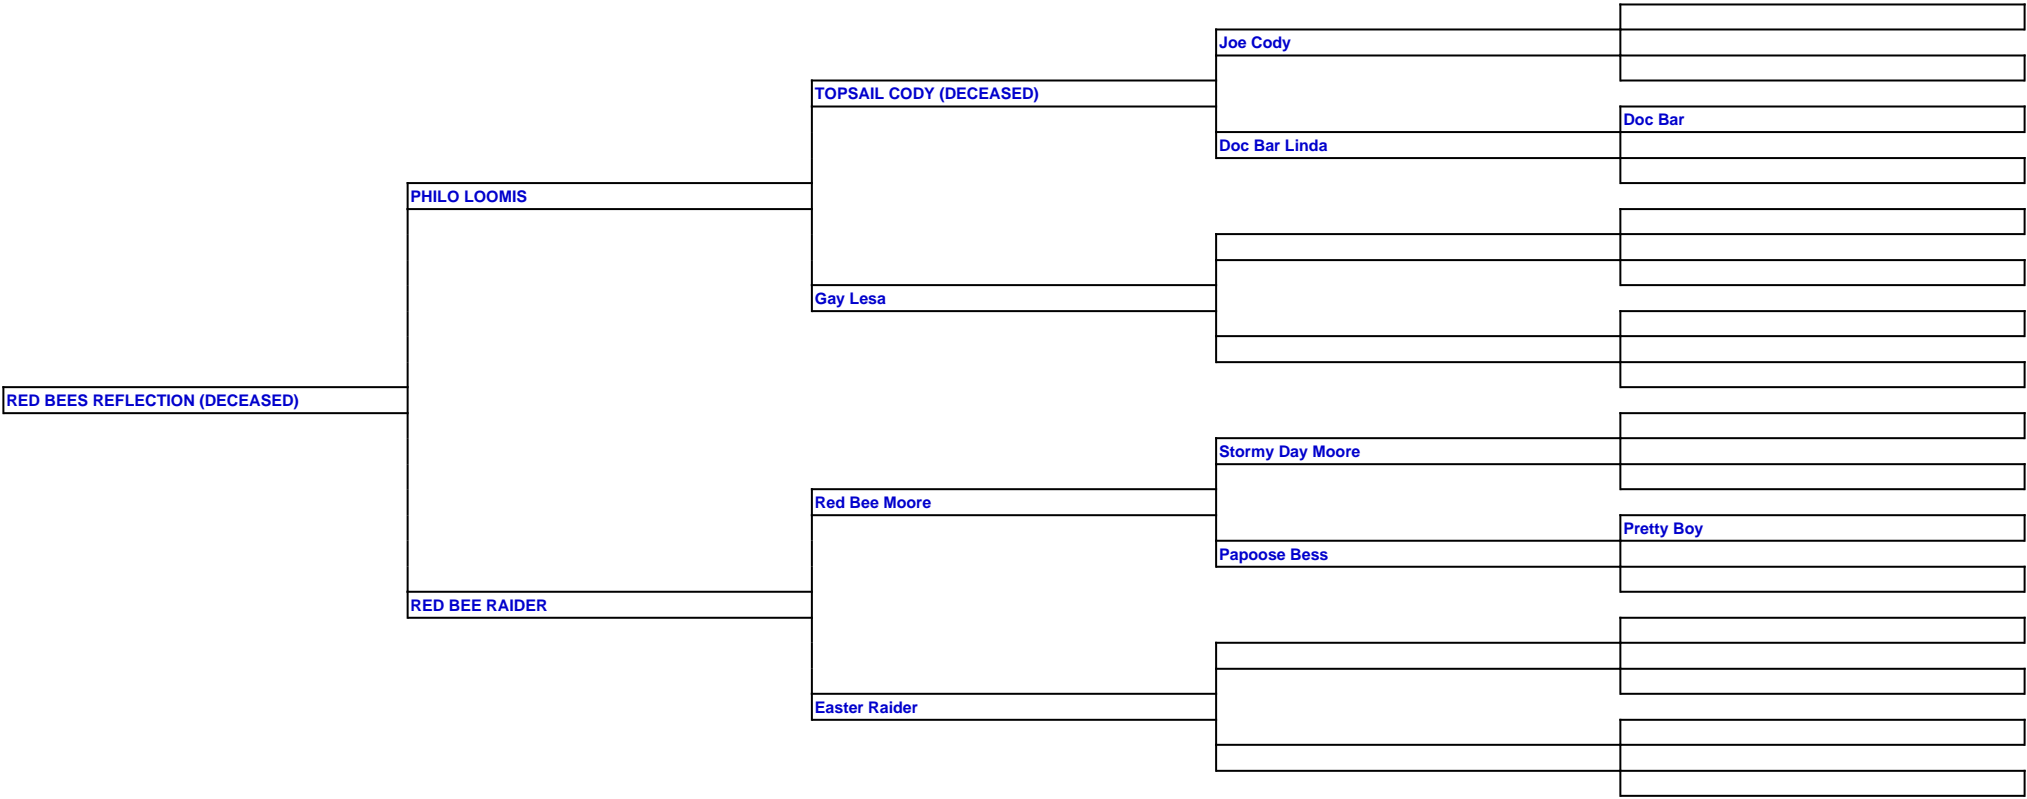 Joe Cody
TOPSAIL CODY (DECEASED)
Doc Bar
Doc Bar Linda
PHILO LOOMIS
Gay Lesa
RED BEES REFLECTION (DECEASED)
Stormy Day Moore
Red Bee Moore
Pretty Boy
Papoose Bess
RED BEE RAIDER
Easter Raider